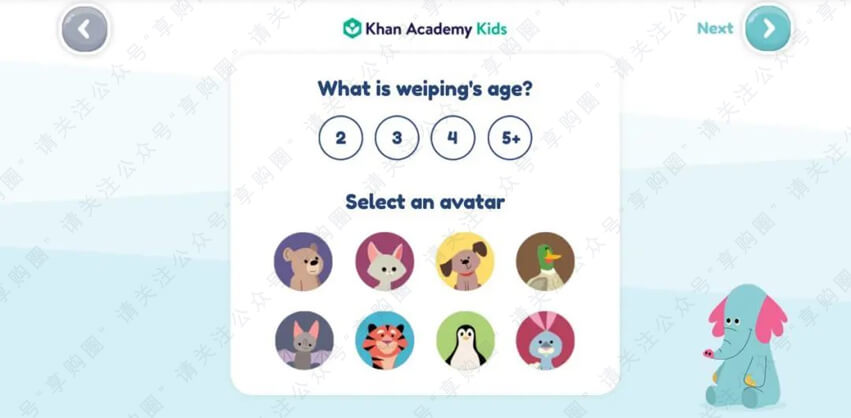 Khan Academy Kids
Next
What is weiping's age?
2 3 4 5+
Select an avatar
请关注公众号“享购圈”